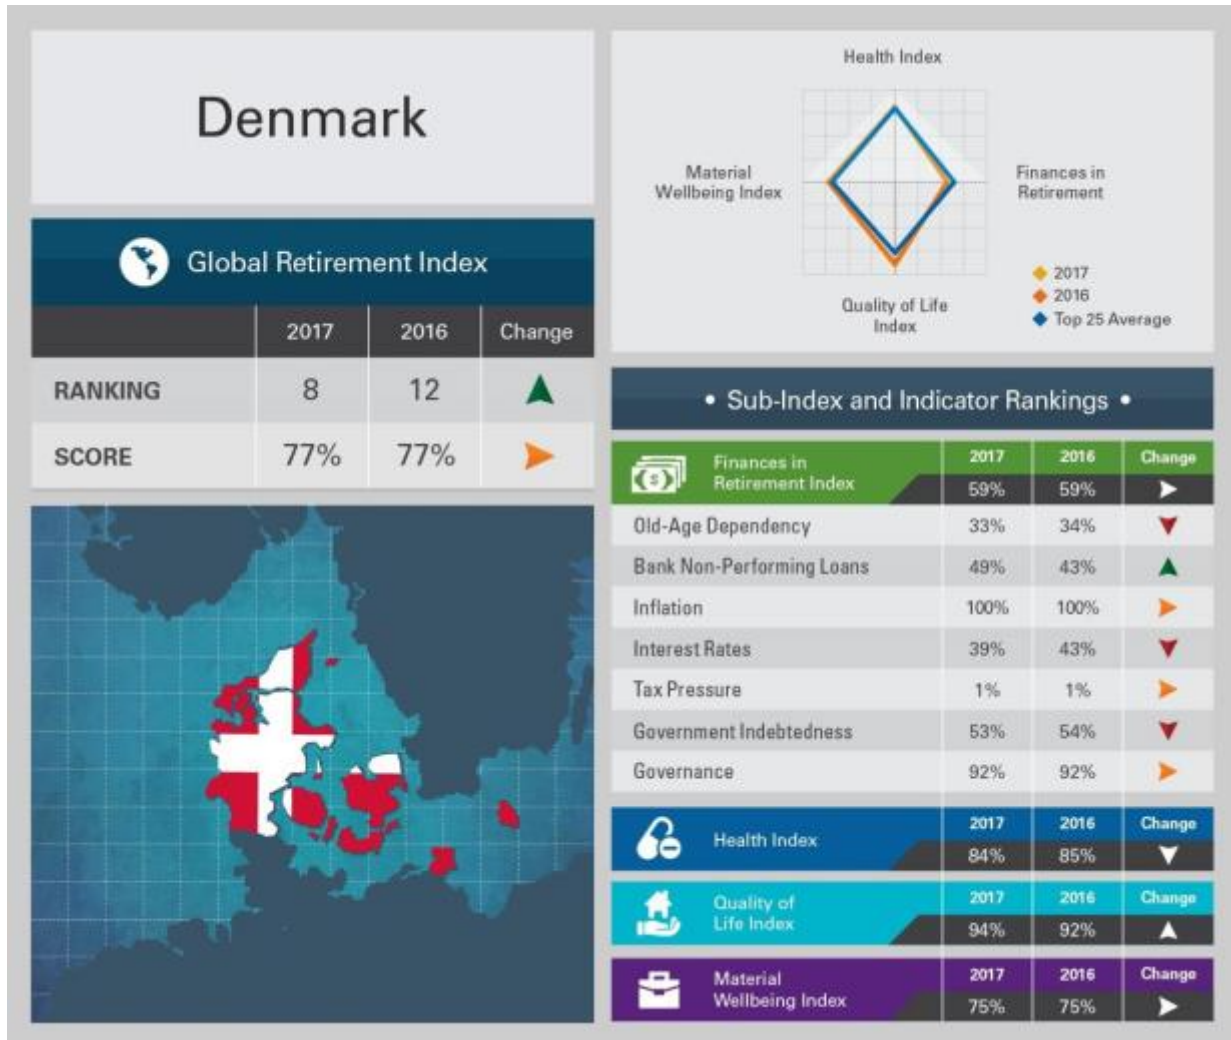 Denmark
Global Retirement Index
2017 2016 Change
RANKING 8 12
SCORE 77% 77%
Health Index
Material
Wellbeing Index
Finances in
Retirement
Quality of Life
Index
2017
2016
Top 25 Average
• Sub-Index and Indicator Rankings •
Finances in
Retirement Index
2017 2016 Change
59% 59%
Old-Age Dependency 33% 34%
Bank Non-Performing Loans 49% 43%
Inflation 100% 100%
Interest Rates 39% 43%
Tax Pressure 1% 1%
Government Indebtedness 53% 54%
Governance 92% 92%
Health Index
2017 2016 Change
84% 85%
Quality of
Life Index
2017 2016 Change
94% 92%
Material
Wellbeing Index
2017 2016 Change
75% 75%